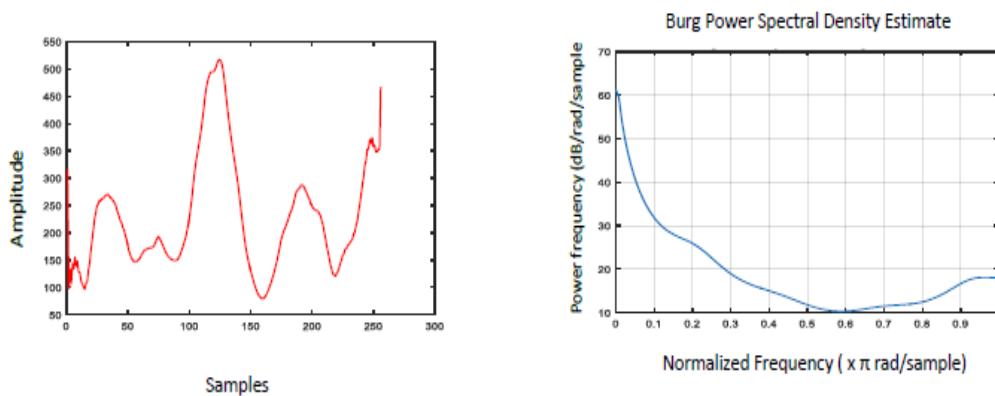 550
500
450
400
350
300
250
200
150
100
50
0 50 100 150 200 250 300
Amplitude
Samples
Burg Power Spectral Density Estimate
70
60
50
40
30
20
10
0 0.1 0.2 0.3 0.4 0.5 0.6 0.7 0.8 0.9
Power frequency (dB/rad/sample
Normalized Frequency ( x π rad/sample)